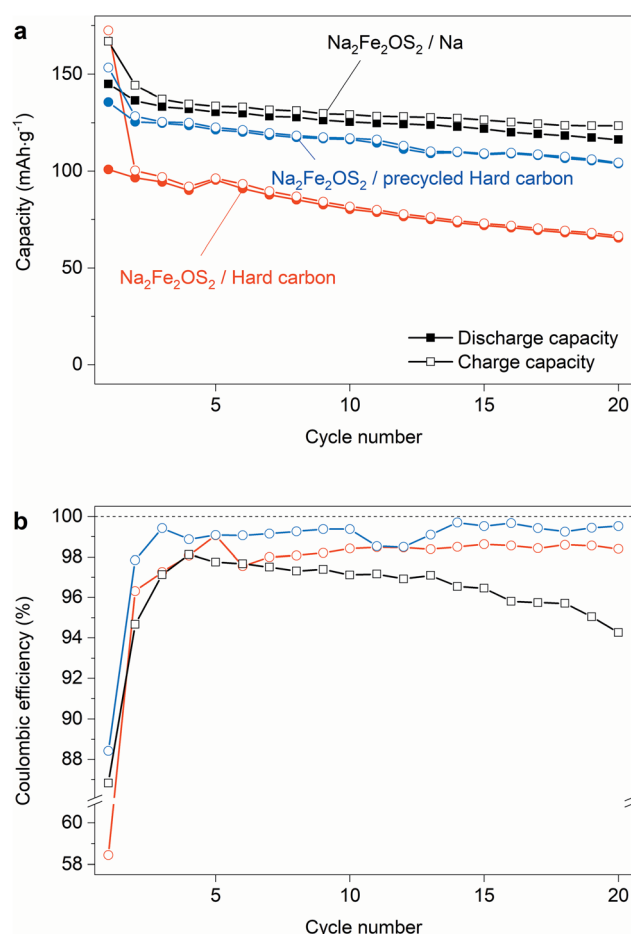 a
Na₂Fe₂OS₂ / Na
Na₂Fe₂OS₂ / precycled Hard carbon
Na₂Fe₂OS₂ / Hard carbon
Discharge capacity
Charge capacity
Capacity (mAh·g⁻¹)
150
100
50
0
5 10 15 20
Cycle number
b
Coulombic efficiency (%)
100
98
96
94
92
90
88
60
58
5 10 15 20
Cycle number